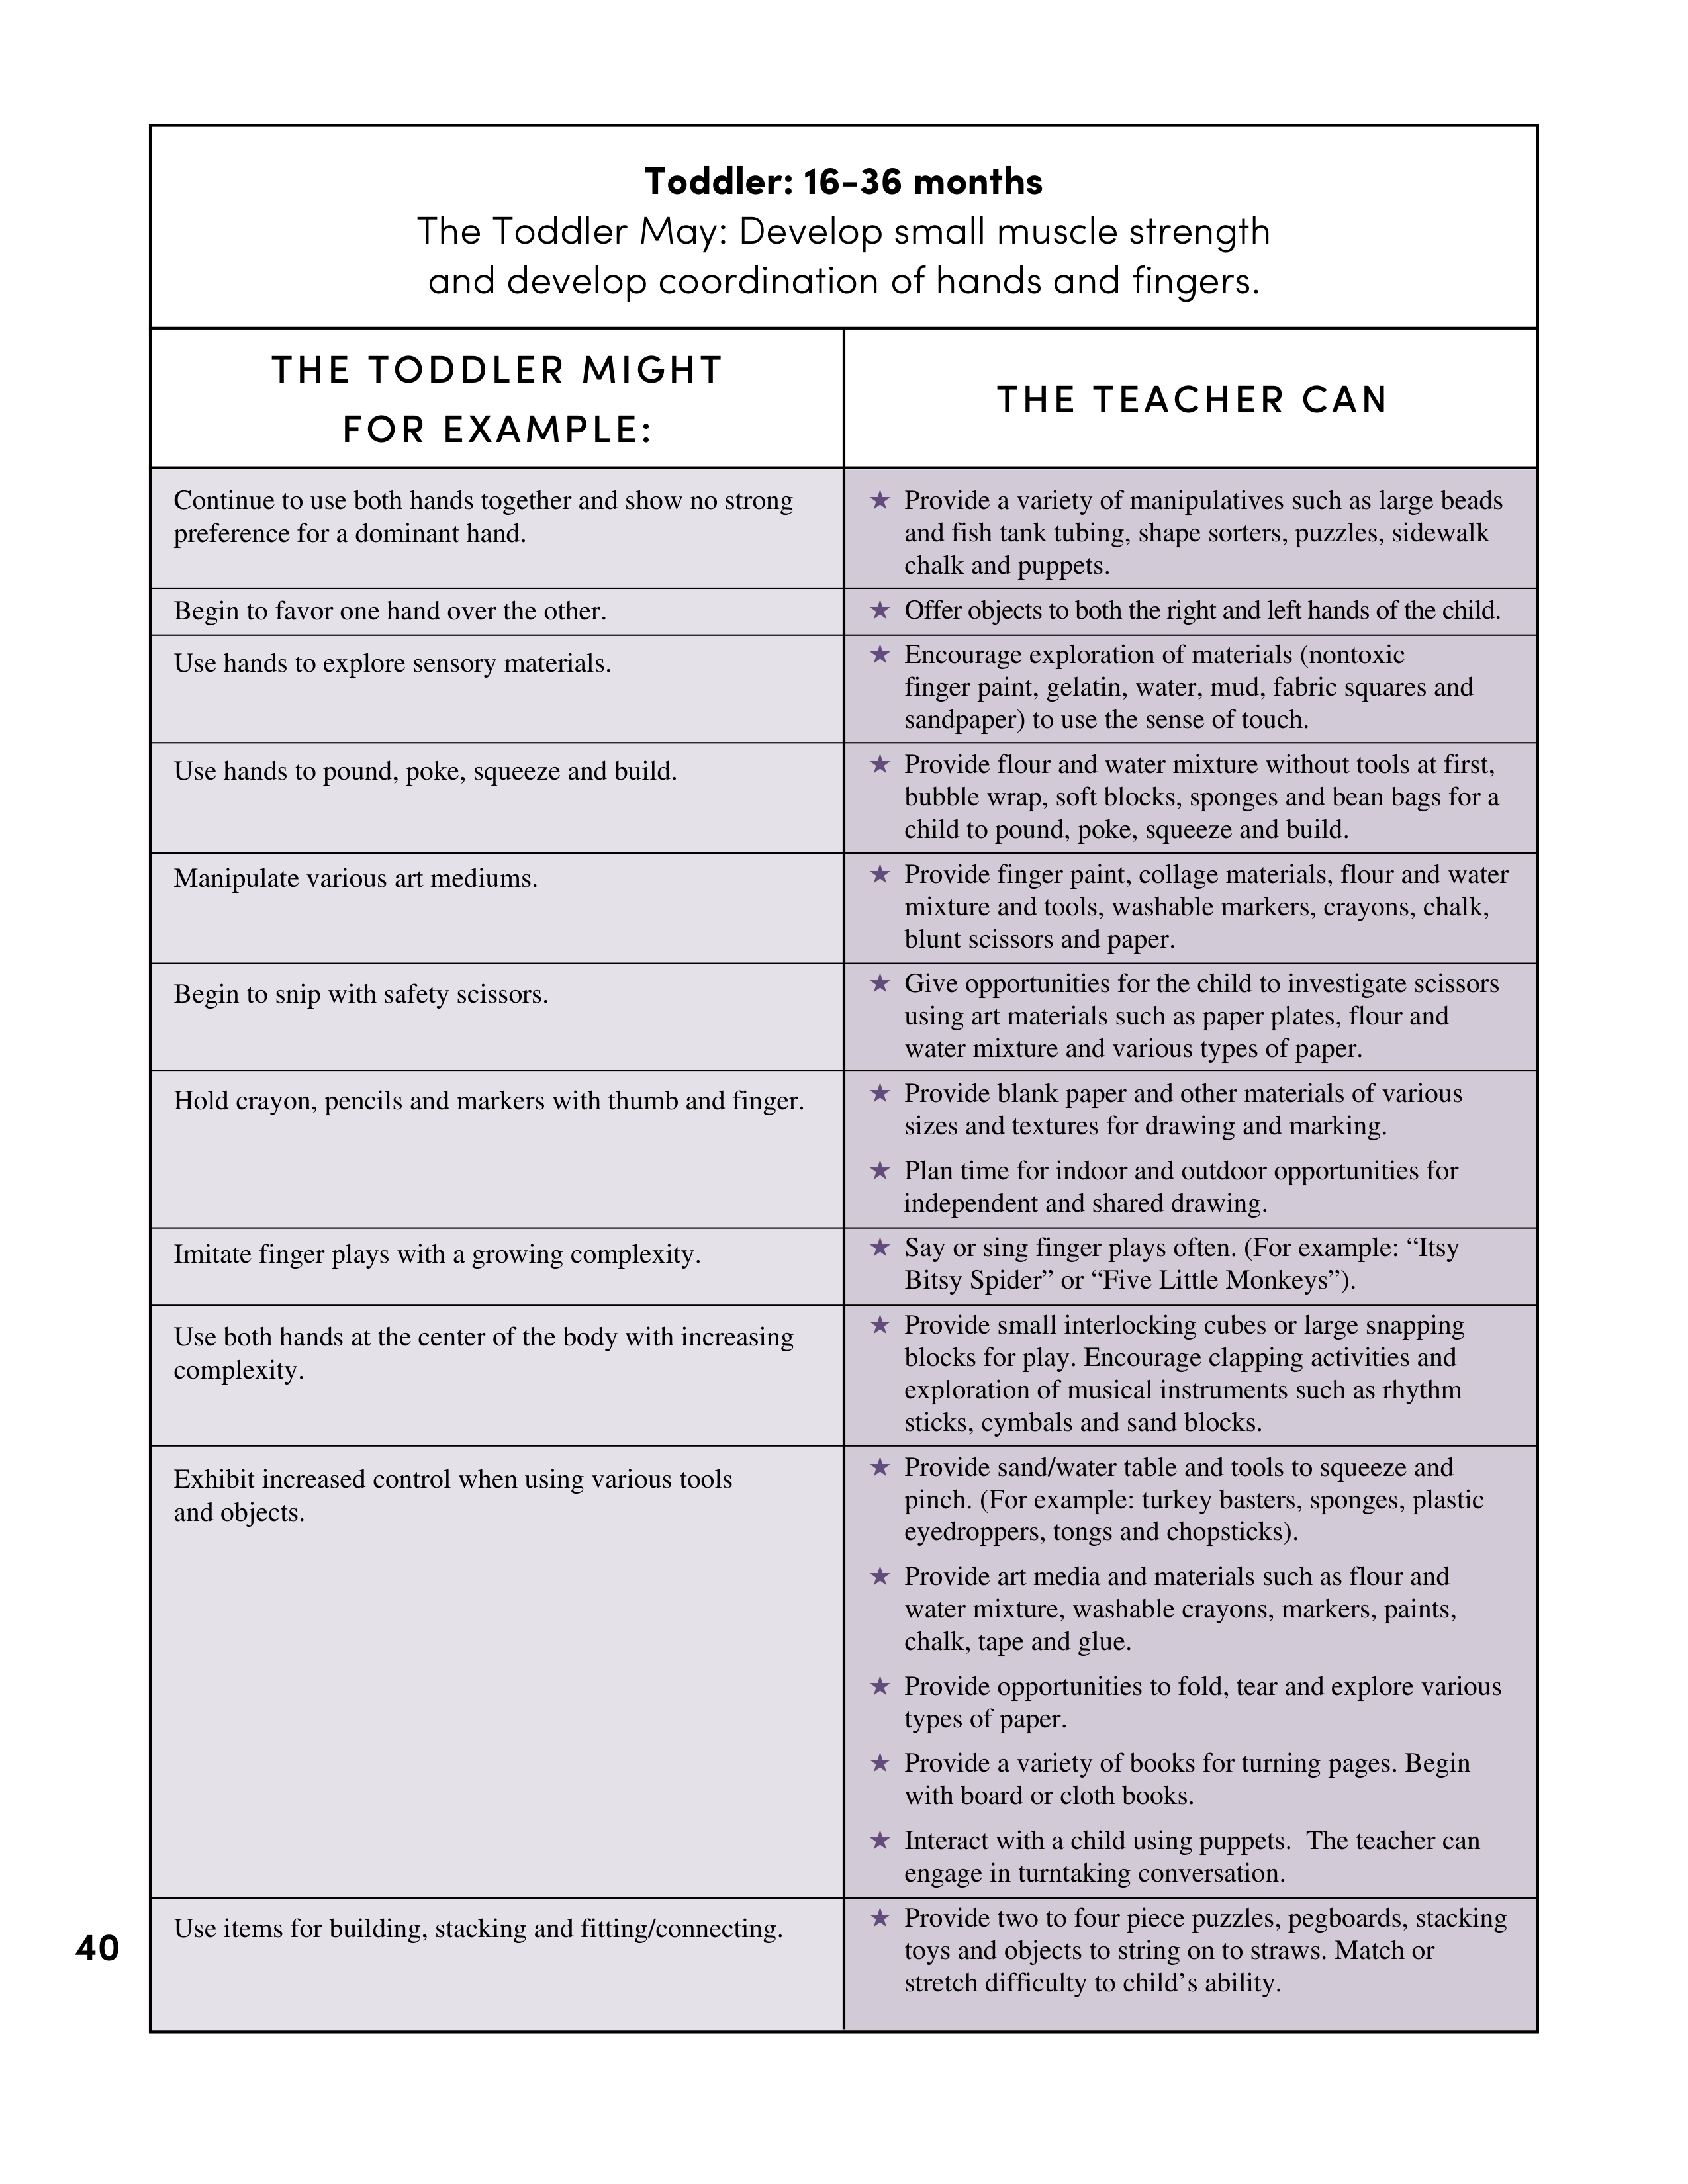 Toddler: 16-36 months
The Toddler May: Develop small muscle strength
and develop coordination of hands and fingers.
THE TODDLER MIGHT
FOR EXAMPLE:
THE TEACHER CAN
Continue to use both hands together and show no strong
preference for a dominant hand.
★ Provide a variety of manipulatives such as large beads
and fish tank tubing, shape sorters, puzzles, sidewalk
chalk and puppets.
Begin to favor one hand over the other.
★ Offer objects to both the right and left hands of the child.
Use hands to explore sensory materials.
★ Encourage exploration of materials (nontoxic
finger paint, gelatin, water, mud, fabric squares and
sandpaper) to use the sense of touch.
Use hands to pound, poke, squeeze and build.
★ Provide flour and water mixture without tools at first,
bubble wrap, soft blocks, sponges and bean bags for a
child to pound, poke, squeeze and build.
Manipulate various art mediums.
★ Provide finger paint, collage materials, flour and water
mixture and tools, washable markers, crayons, chalk,
blunt scissors and paper.
Begin to snip with safety scissors.
★ Give opportunities for the child to investigate scissors
using art materials such as paper plates, flour and
water mixture and various types of paper.
Hold crayon, pencils and markers with thumb and finger.
★ Provide blank paper and other materials of various
sizes and textures for drawing and marking.
★ Plan time for indoor and outdoor opportunities for
independent and shared drawing.
Imitate finger plays with a growing complexity.
★ Say or sing finger plays often. (For example: “Itsy
Bitsy Spider” or “Five Little Monkeys”).
Use both hands at the center of the body with increasing
complexity.
★ Provide small interlocking cubes or large snapping
blocks for play. Encourage clapping activities and
exploration of musical instruments such as rhythm
sticks, cymbals and sand blocks.
Exhibit increased control when using various tools
and objects.
★ Provide sand/water table and tools to squeeze and
pinch. (For example: turkey basters, sponges, plastic
eyedroppers, tongs and chopsticks).
★ Provide art media and materials such as flour and
water mixture, washable crayons, markers, paints,
chalk, tape and glue.
★ Provide opportunities to fold, tear and explore various
types of paper.
★ Provide a variety of books for turning pages. Begin
with board or cloth books.
★ Interact with a child using puppets.  The teacher can
engage in turntaking conversation.
Use items for building, stacking and fitting/connecting.
★ Provide two to four piece puzzles, pegboards, stacking
toys and objects to string on to straws. Match or
stretch difficulty to child’s ability.
40